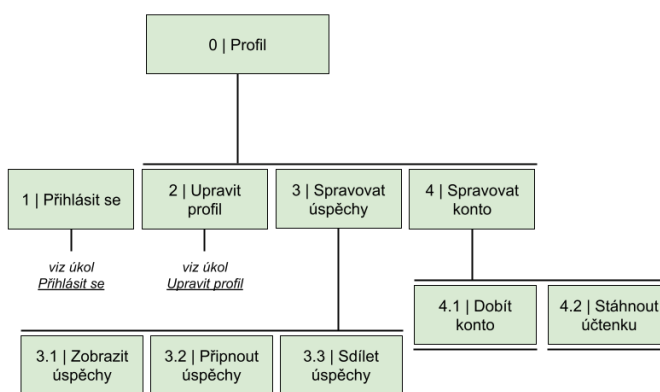 0 | Profil
1 | Přihlásit se
2 | Upravit
profil
3 | Spravovat
úspěchy
4 | Spravovat
konto
viz úkol
Přihlásit se
viz úkol
Upravit profil
4.1 | Dobít
konto
4.2 | Stáhnout
účtenku
3.1 | Zobrazit
úspěchy
3.2 | Připnout
úspěchy
3.3 | Sdílet
úspěchy